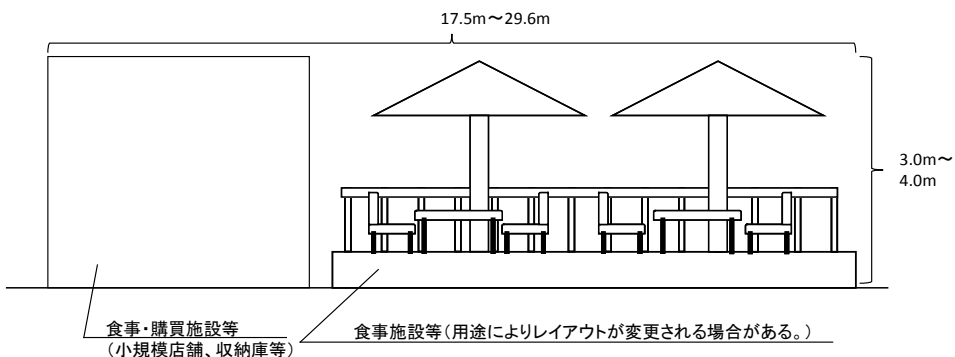 17.5m～29.6m
3.0m～
4.0m
食事・購買施設等
（小規模店舗、収納庫等）
食事施設等（用途によりレイアウトが変更される場合がある。）